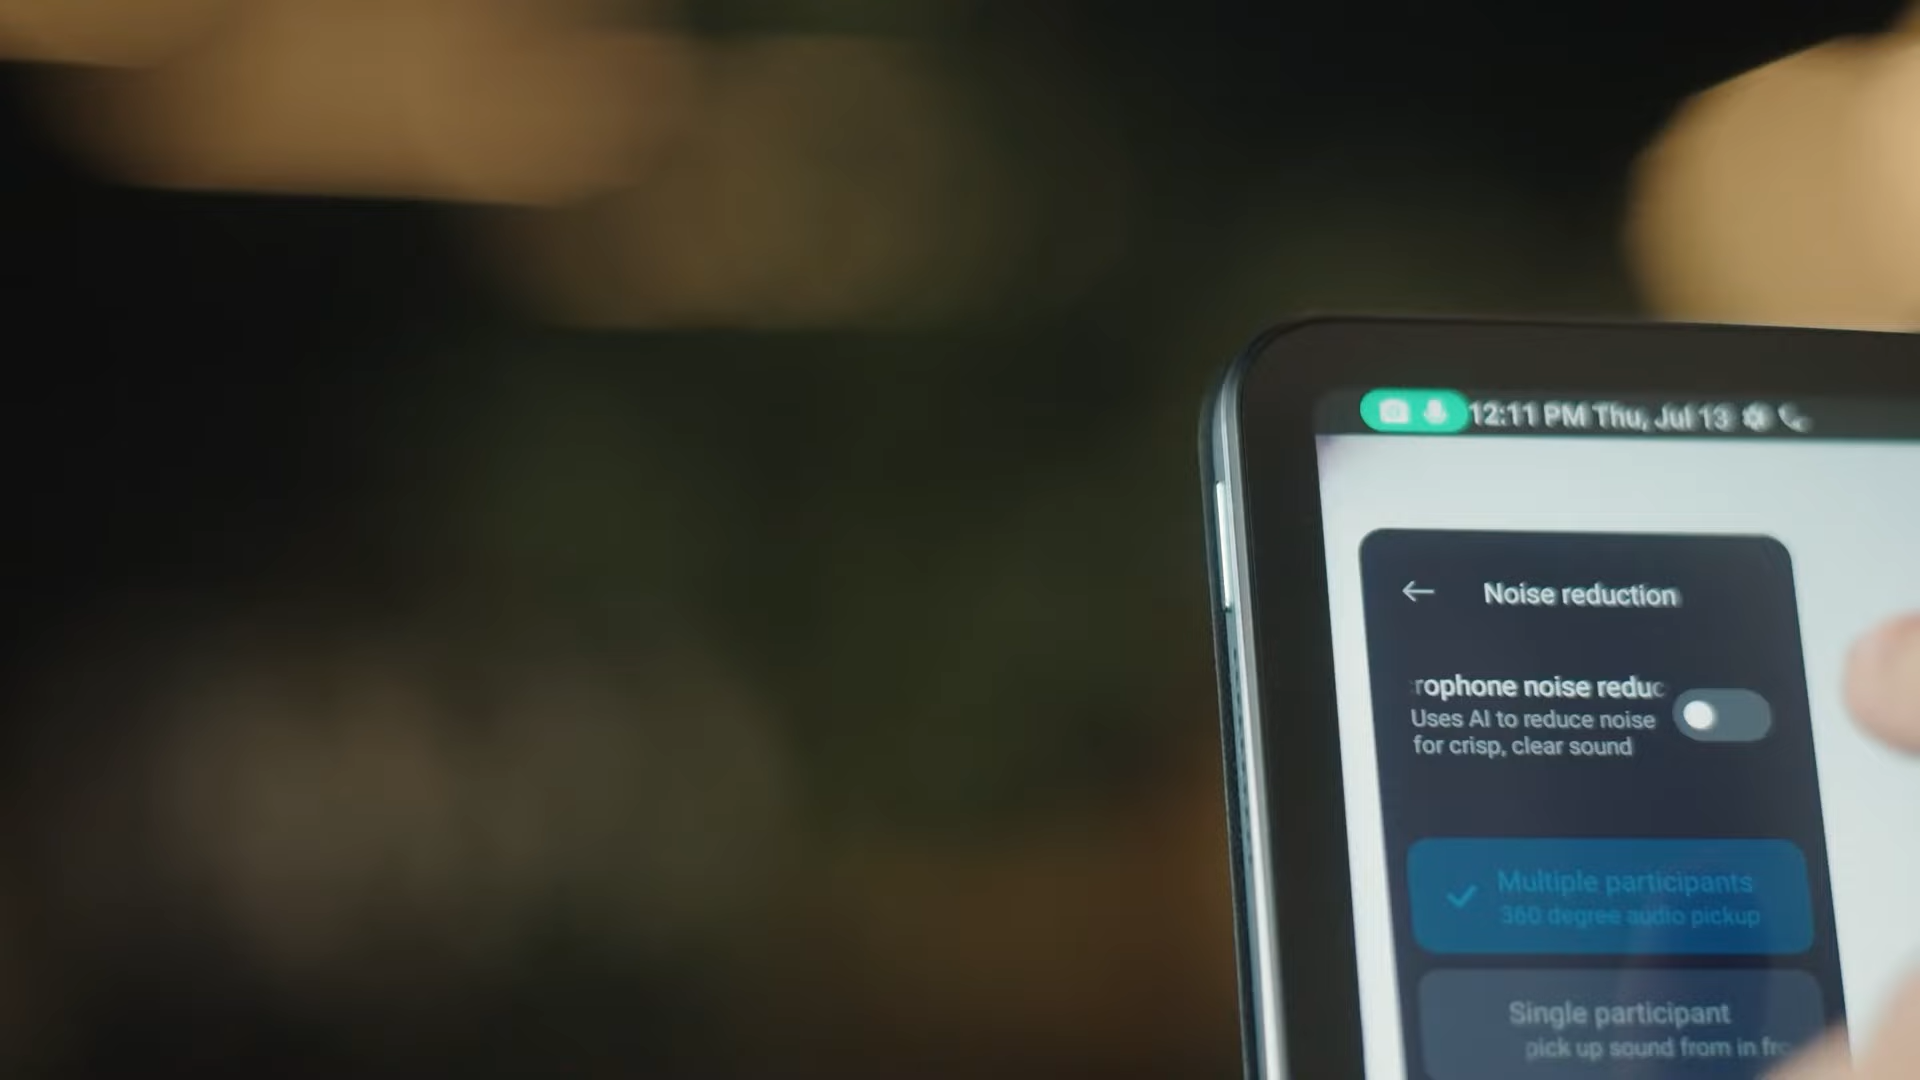 12:11 PM Thu, Jul 13
Noise reduction
rophone noise reduc
Uses AI to reduce noise
for crisp, clear sound
Multiple participants
360 degree audio pickup
Single participant
pick up sound from in fro